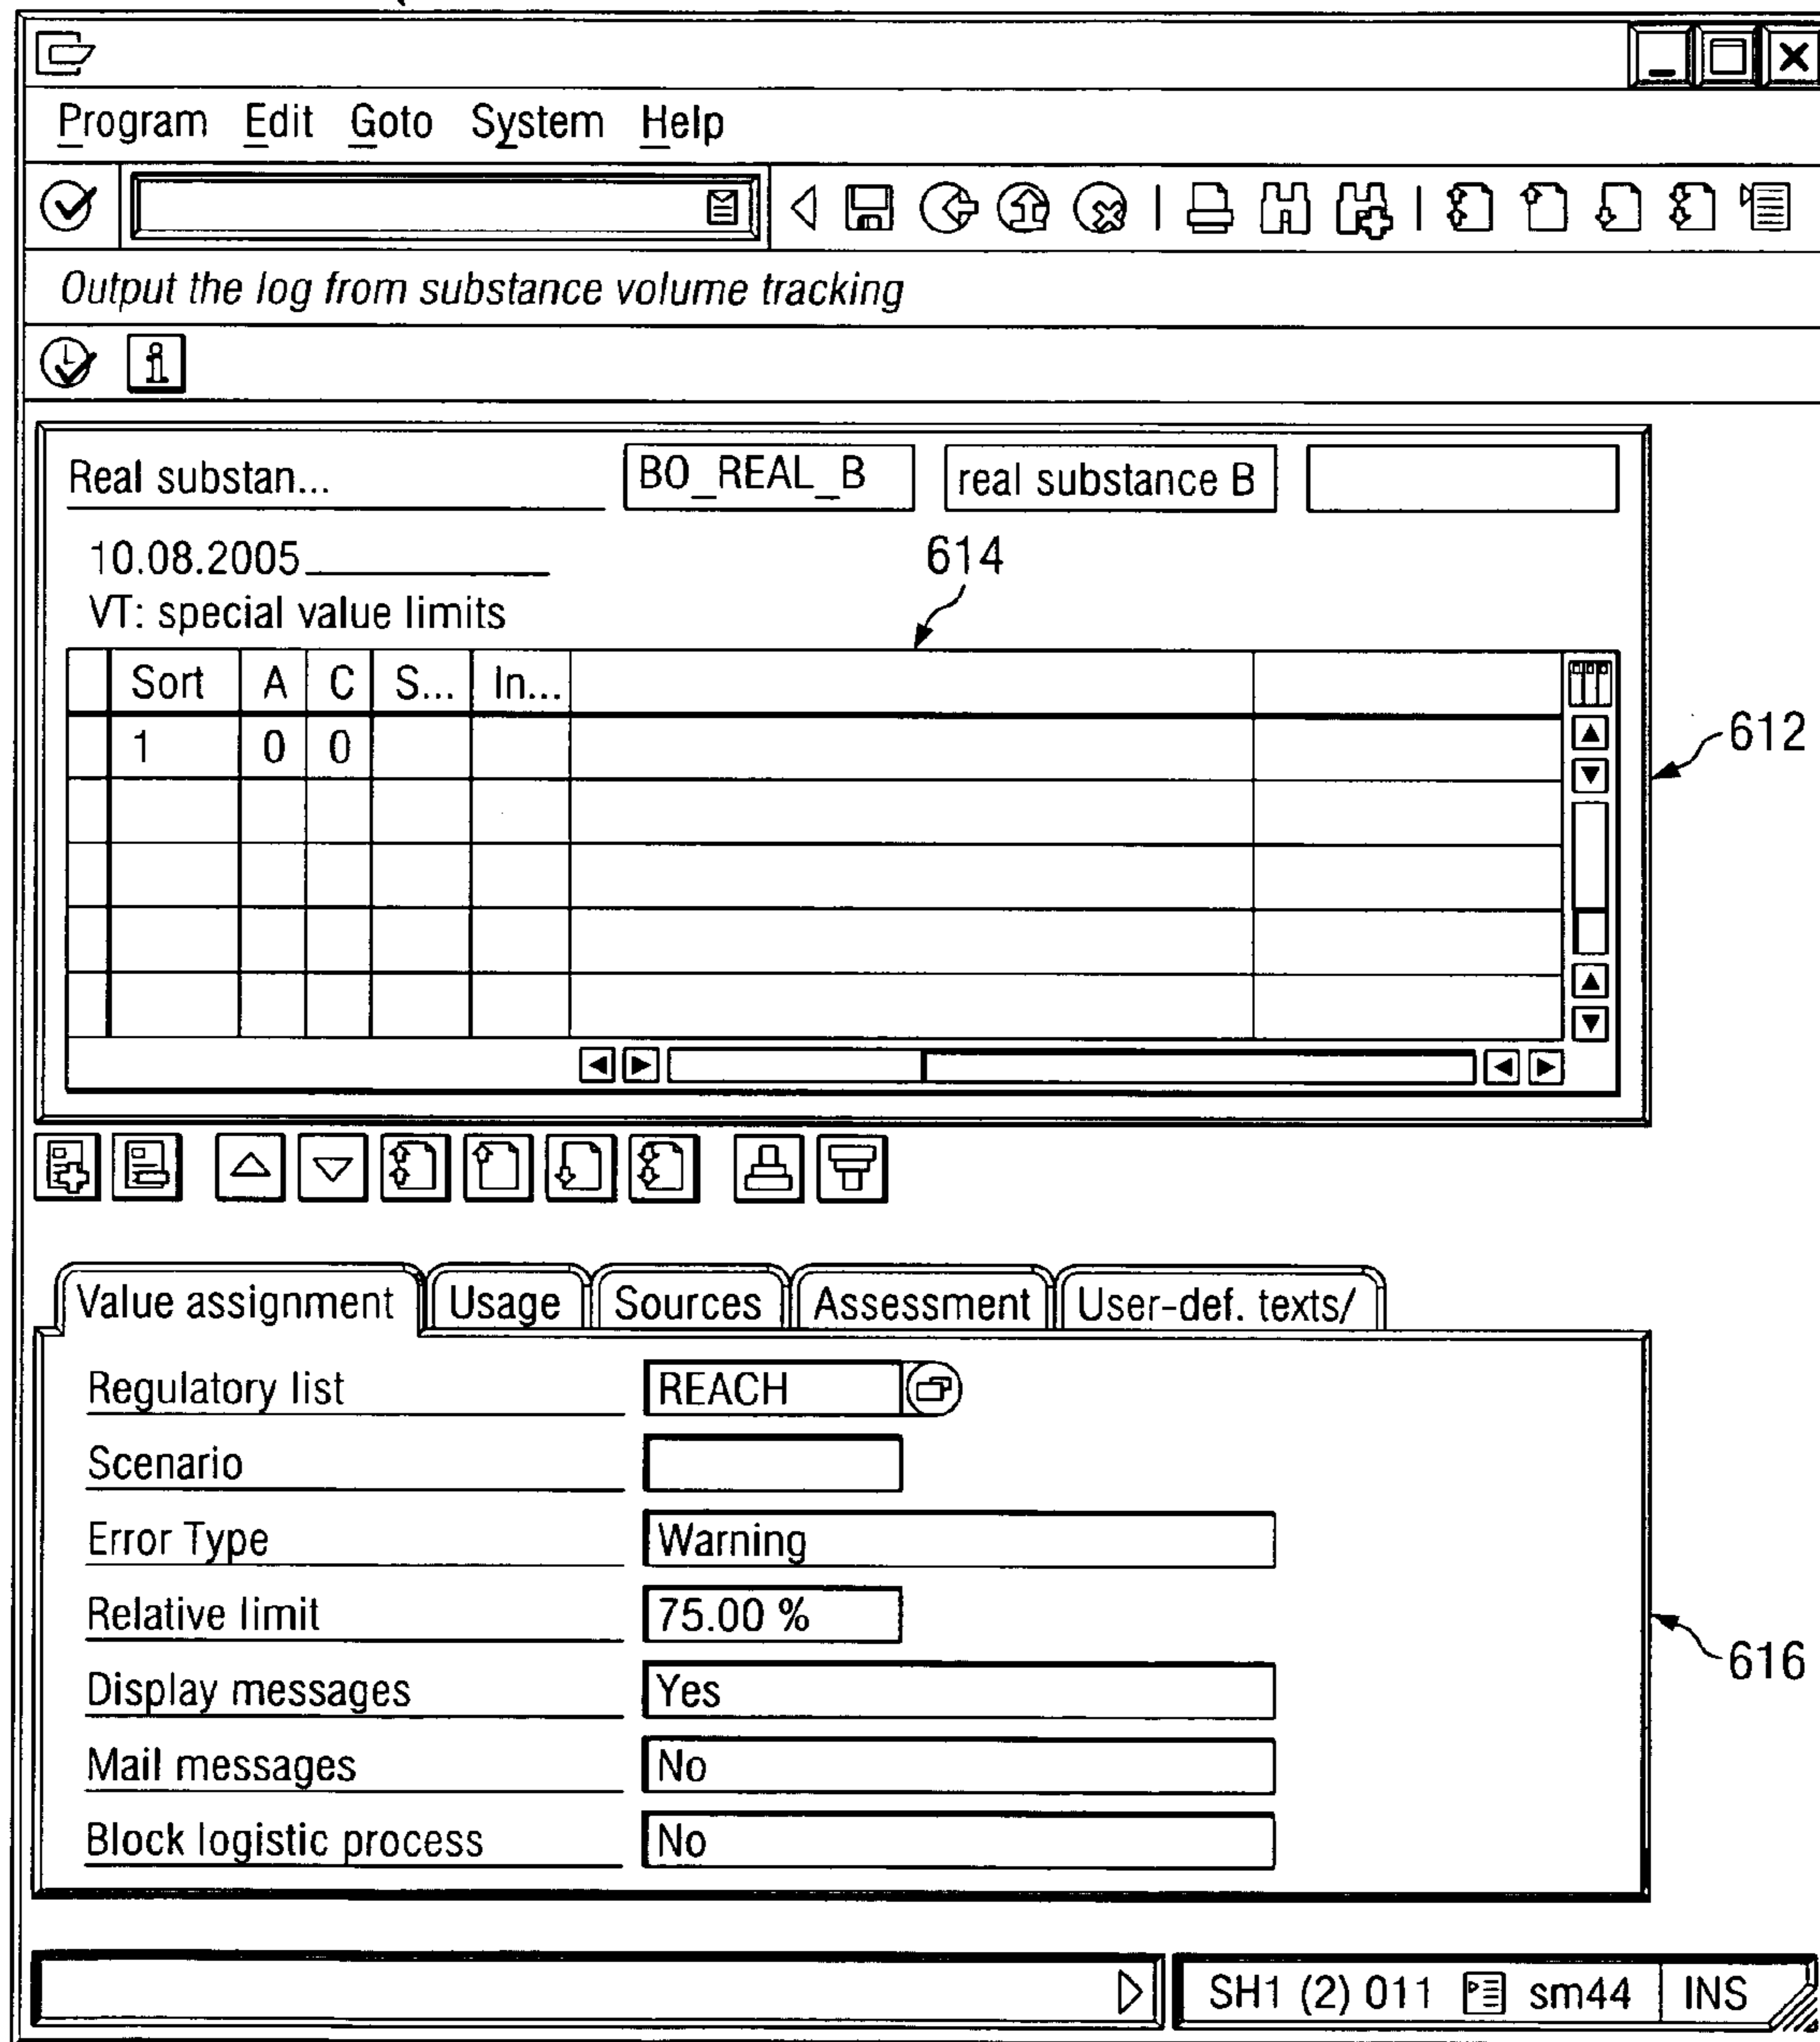 Program Edit Goto System Help
Output the log from substance volume tracking
Real substan... BO_REAL_B real substance B
10.08.2005 614
VT: special value limits
Sort A C S... In...
1 0 0
612
Value assignment Usage Sources Assessment User-def. texts/
Regulatory list REACH
Scenario
Error Type Warning
Relative limit 75.00 %
616
Display messages Yes
Mail messages No
Block logistic process No
SH1 (2) 011 sm44 INS